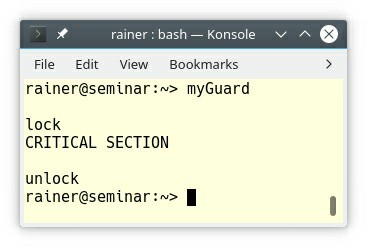 rainer : bash — Konsole
File Edit View Bookmarks
rainer@seminar:~> myGuard
lock
CRITICAL SECTION
unlock
rainer@seminar:~>